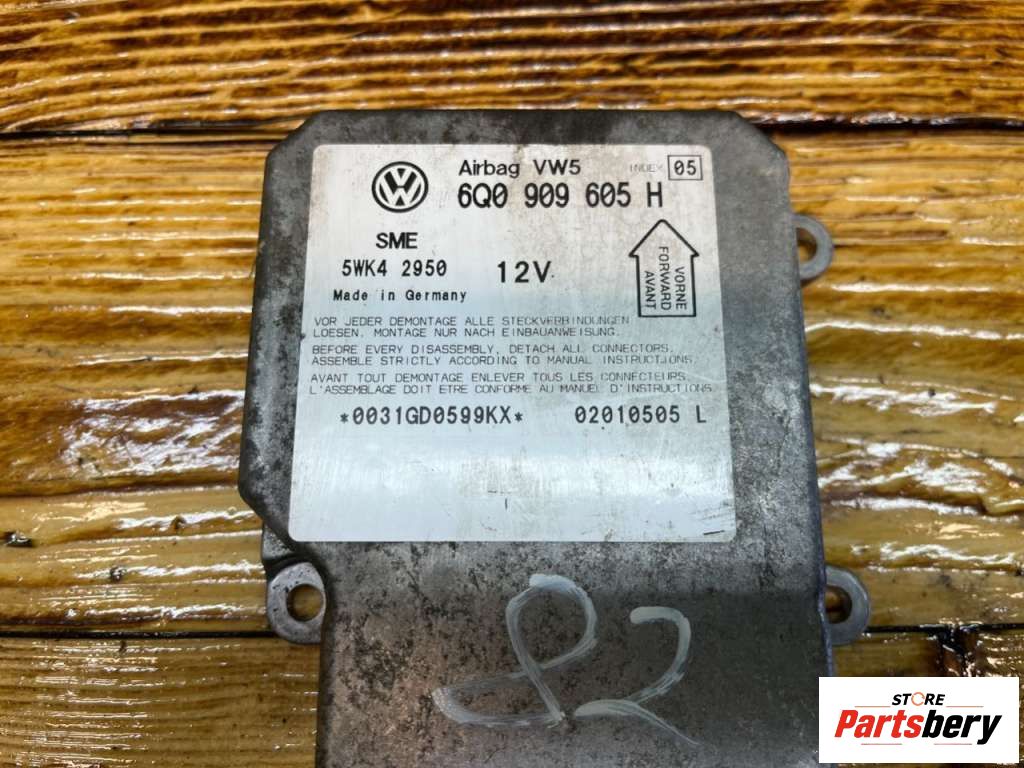 Airbag VW5 INDEX 05
6Q0 909 605 H
SME
5WK4 2950 12V
Made in Germany
VORNE
FORWARD
AVANT
VOR JEDER DEMONTAGE ALLE STECKVERBINDUNGEN
LOESEN. MONTAGE NUR NACH EINBAUANWEISUNG.
BEFORE EVERY DISASSEMBLY, DETACH ALL CONNECTORS.
ASSEMBLE STRICTLY ACCORDING TO MANUAL INSTRUCTIONS.
AVANT TOUT DEMONTAGE ENLEVER TOUS LES CONNECTEURS.
L'ASSEMBLAGE DOIT ETRE CONFORME AU MANUEL D'INSTRUCTIONS.
*0031GD0599KX* 02010505 L
STORE
Partsbery